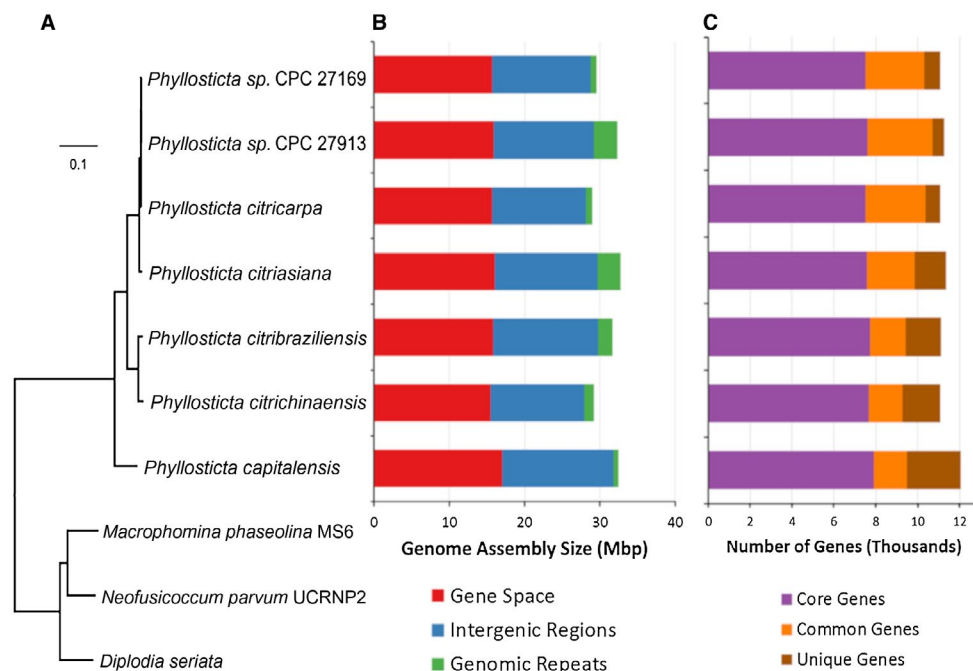 A
B
C
Phyllosticta sp. CPC 27169
Phyllosticta sp. CPC 27913
0.1
Phyllosticta citricarpa
Phyllosticta citriasiana
Phyllosticta citribraziliensis
Phyllosticta citrichinaensis
Phyllosticta capitalensis
Macrophomina phaseolina MS6
Neofusicoccum parvum UCRNP2
Diplodia seriata
0 10 20 30 40
Genome Assembly Size (Mbp)
Gene Space
Intergenic Regions
Genomic Repeats
0 2 4 6 8 10 12
Number of Genes (Thousands)
Core Genes
Common Genes
Unique Genes